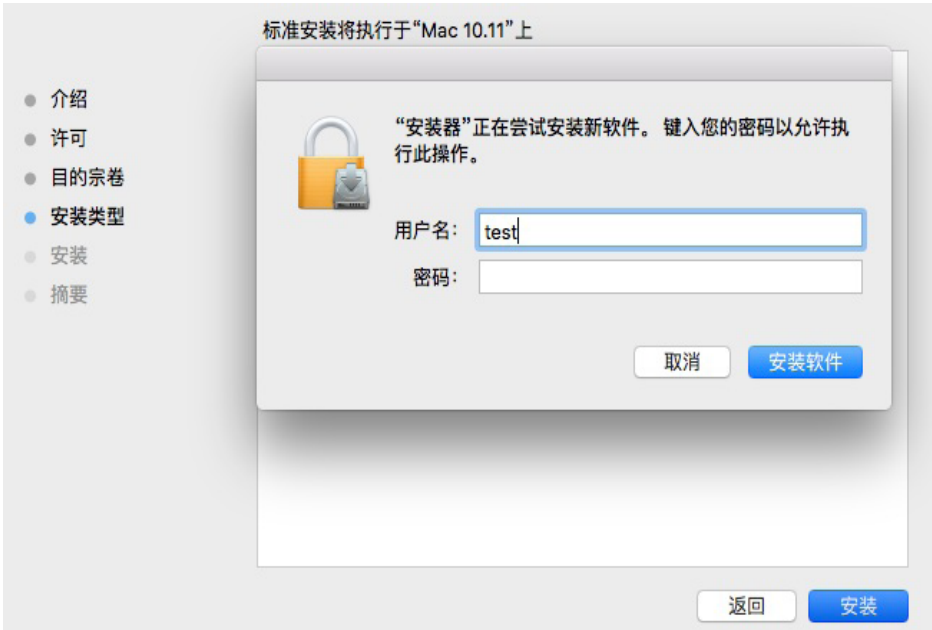 标准安装将执行于“Mac 10.11”上
介绍
许可
目的宗卷
安装类型
安装
摘要
“安装器”正在尝试安装新软件。 键入您的密码以允许执
行此操作。
用户名：
test
密码：
取消
安装软件
返回
安装